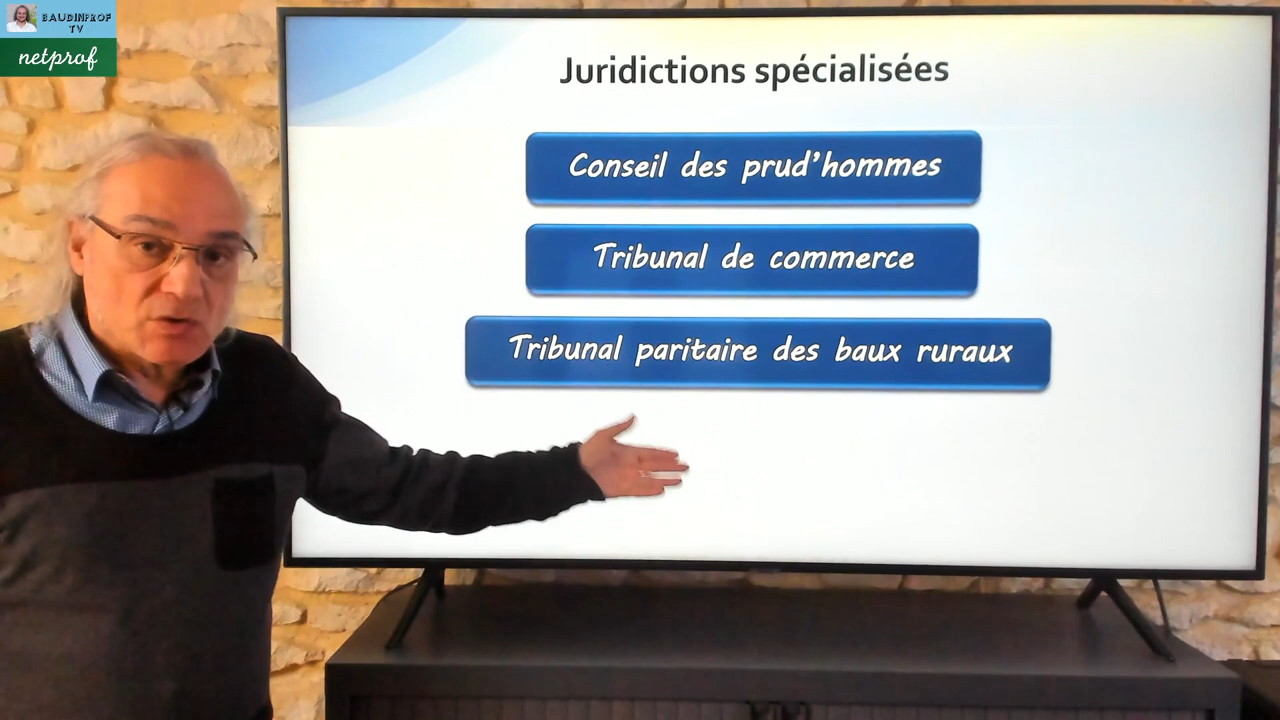 BAUDINPROF
TV
netprof
Juridictions spécialisées
Conseil des prud'hommes
Tribunal de commerce
Tribunal paritaire des baux ruraux